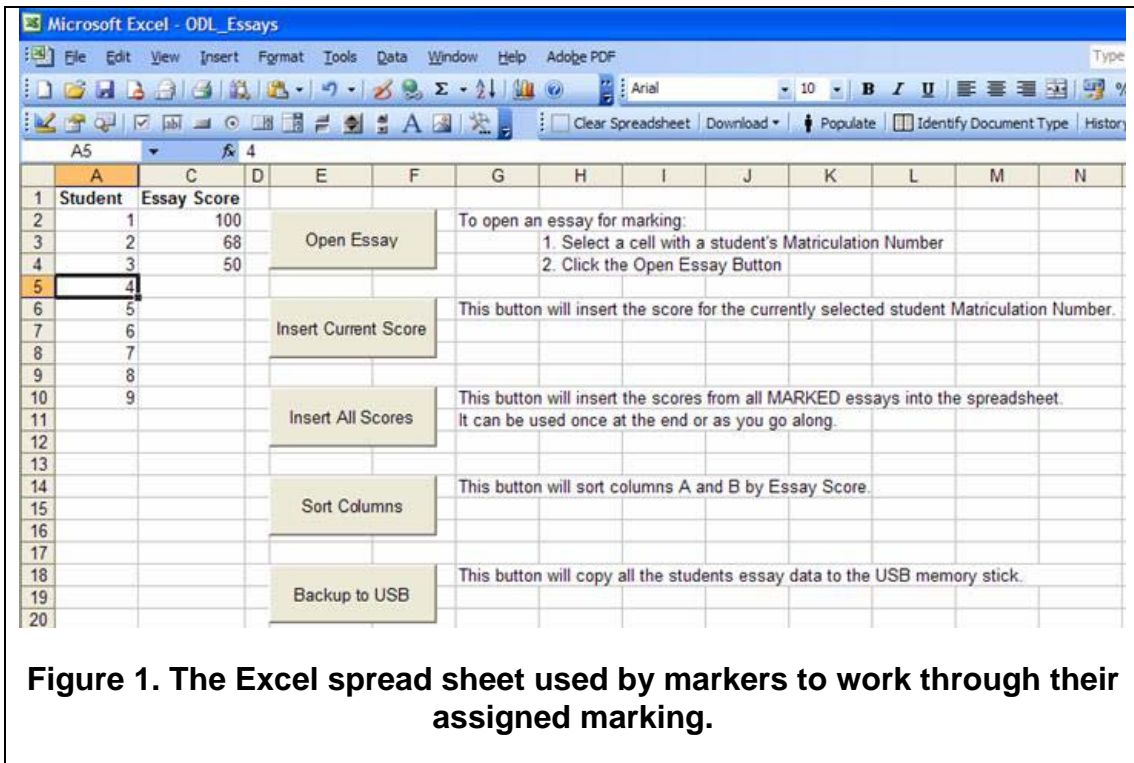 Microsoft Excel - ODL_Essays
File Edit View Insert Format Tools Data Window Help Adobe PDF Type
Arial 10 B I U %
Clear Spreadsheet Download Populate Identify Document Type History
A5 fx 4
A C D E F G H I J K L M N
1 Student Essay Score
2 1 100 To open an essay for marking:
3 2 68 Open Essay 1. Select a cell with a student's Matriculation Number
4 3 50 2. Click the Open Essay Button
5 4
6 5 This button will insert the score for the currently selected student Matriculation Number.
7 6 Insert Current Score
8 7
9 8
10 9 This button will insert the scores from all MARKED essays into the spreadsheet.
11 Insert All Scores It can be used once at the end or as you go along.
12
13
14 This button will sort columns A and B by Essay Score.
15 Sort Columns
16
17
18 This button will copy all the students essay data to the USB memory stick.
19 Backup to USB
20
Figure 1. The Excel spread sheet used by markers to work through their
assigned marking.